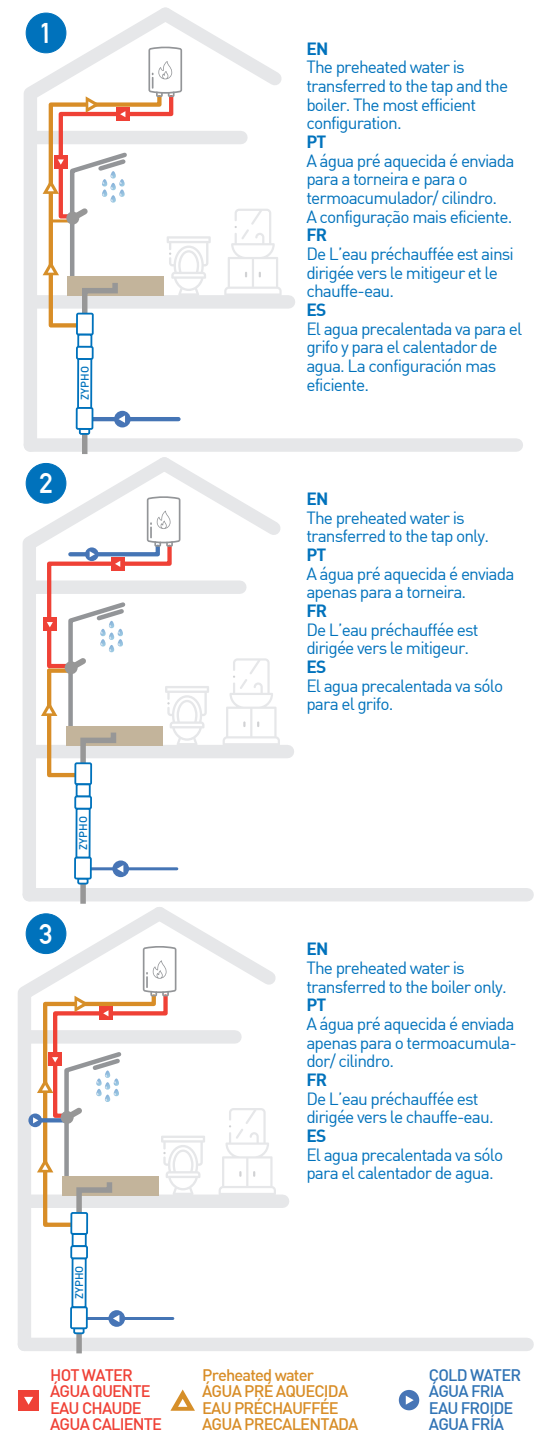 1
EN
The preheated water is
transferred to the tap and the
boiler. The most efficient
configuration.
PT
A água pré aquecida é enviada
para a torneira e para o
termoacumulador/ cilindro.
A configuração mais eficiente.
FR
De L'eau préchauffée est ainsi
dirigée vers le mitigeur et le
chauffe-eau.
ES
El agua precalentada va para el
grifo y para el calentador de
agua. La configuración mas
eficiente.
ZYPHO
2
EN
The preheated water is
transferred to the tap only.
PT
A água pré aquecida é enviada
apenas para a torneira.
FR
De L'eau préchauffée est
dirigée vers le mitigeur.
ES
El agua precalentada va sólo
para el grifo.
ZYPHO
3
EN
The preheated water is
transferred to the boiler only.
PT
A água pré aquecida é enviada
apenas para o termoacumula-
dor/ cilindro.
FR
De L'eau préchauffée est
dirigée vers le chauffe-eau.
ES
El agua precalentada va sólo
para el calentador de agua.
ZYPHO
HOT WATER
ÁGUA QUENTE
EAU CHAUDE
AGUA CALIENTE
Preheated water
ÁGUA PRÉ AQUECIDA
EAU PRÉCHAUFFÉE
AGUA PRECALENTADA
COLD WATER
ÁGUA FRIA
EAU FROIDE
AGUA FRÍA